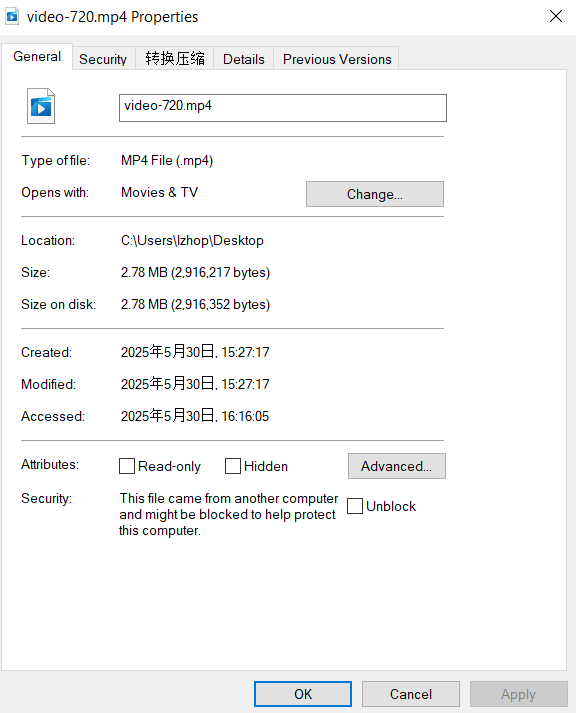 video-720.mp4 Properties
General Security 转换压缩 Details Previous Versions
video-720.mp4
Type of file: MP4 File (.mp4)
Opens with: Movies & TV Change...
Location: C:\Users\lzhop\Desktop
Size: 2.78 MB (2,916,217 bytes)
Size on disk: 2.78 MB (2,916,352 bytes)
Created: 2025年5月30日, 15:27:17
Modified: 2025年5月30日, 15:27:17
Accessed: 2025年5月30日, 16:16:05
Attributes: Read-only Hidden Advanced...
Security: This file came from another computer
and might be blocked to help protect
this computer.
Unblock
OK Cancel Apply